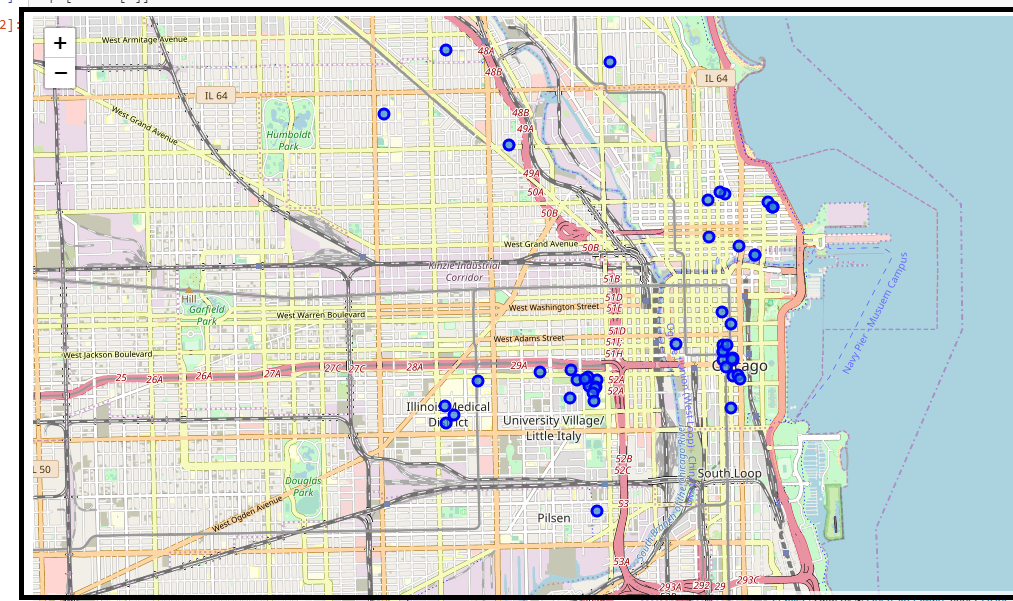 2]:
+
−
West Armitage Avenue
48A
48B
IL 64
IL 64
West Grand Avenue
48B
49A
Humboldt
Park
49A
50A
50B
West Grand Avenue
50B
Kinzie Industrial
Corridor
51B
Navy Pier - Musuem Campus
Hill
Garfield
Park
51D
51E
West Washington Street
West Warren Boulevard
51D
West Adams Street
51H
West Jackson Boulevard
25
26A
26A
27A
27C
27C
28A
29A
52A
52A
Illinois Medical
District
University Village/
Little Italy
52B
52C
50
South Loop
Douglas
Park
53
West Ogden Avenue
Pilsen
53A
293A
292
29
293C